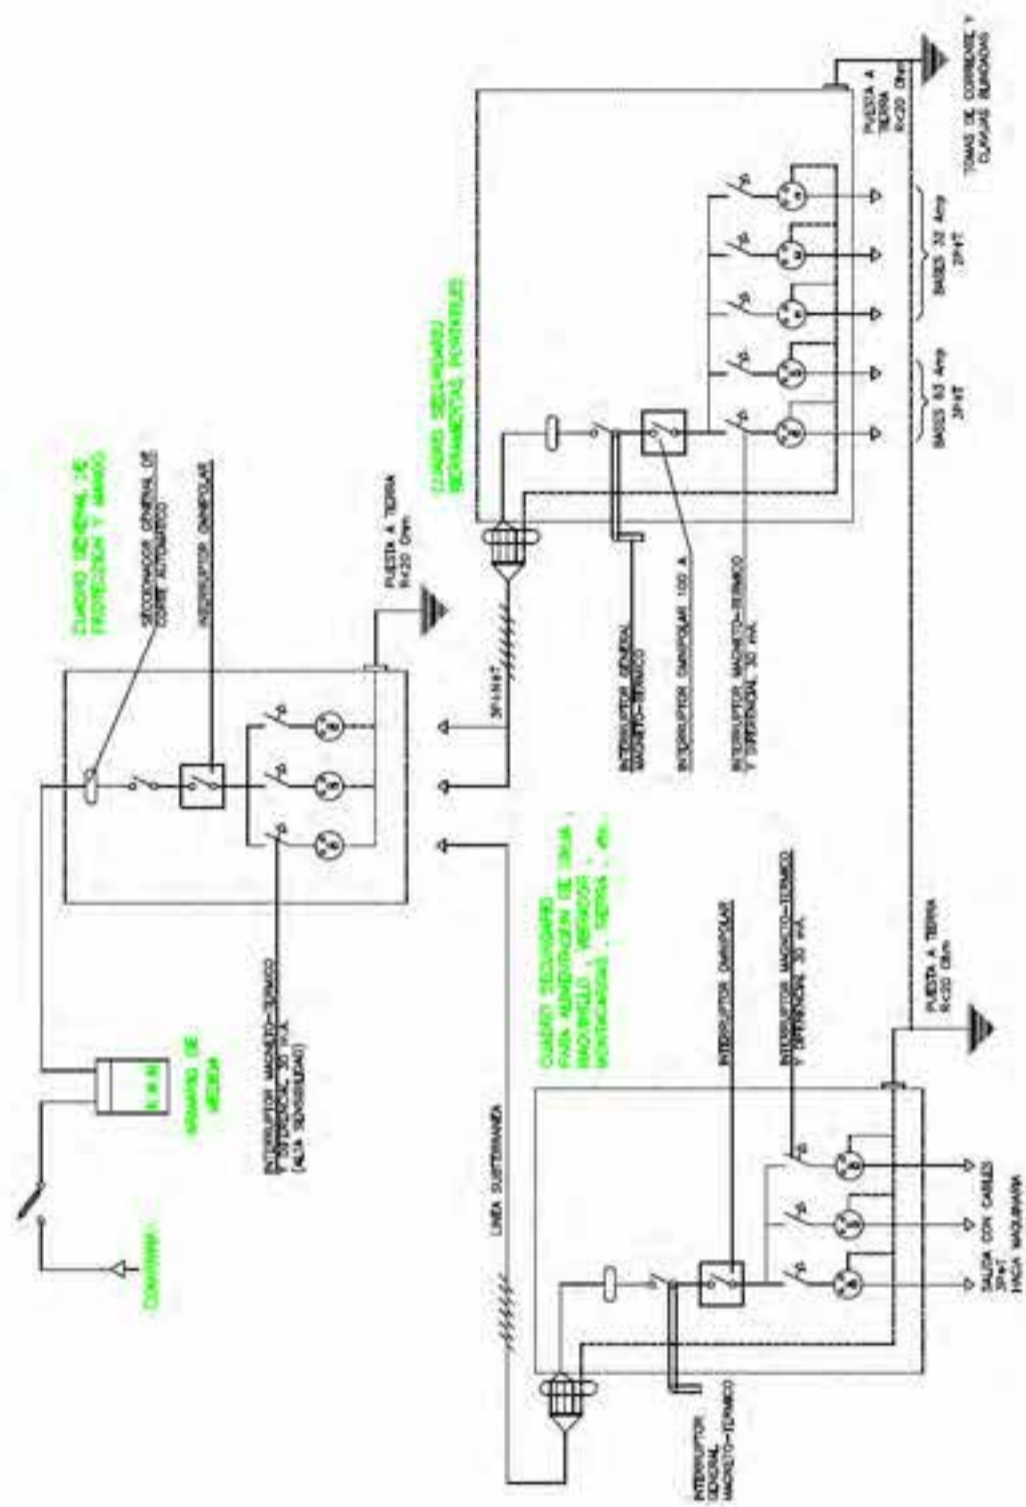 COMPAÑIA
ARMARIO DE
MEDIDA
CUADRO GENERAL DE
PROTECCION Y MANDO
SECCIONADOR GENERAL DE
CORTE AUTOMATICO
INTERRUPTOR OMNIPOLAR
INTERRUPTOR MAGNETO-TERMICO
Y DIFERENCIAL 30 mA.
(ALTA SENSIBILIDAD)
PUESTA A TIERRA
R<20 Ohm
LINEA SUBTERRANEA
3P+N+T
CUADRO SECUNDARIO
HERRAMIENTAS PORTATILES
INTERRUPTOR GENERAL
MAGNETO-TERMICO
INTERRUPTOR OMNIPOLAR 100 A.
INTERRUPTOR MAGNETO-TERMICO
Y DIFERENCIAL 30 mA.
BASES 63 Amp
3P+T
BASES 32 Amp
2P+T
PUESTA A
TIERRA
R<20 Ohm
TOMAS DE CORRIENTE Y
CLAVIJAS BLINDADAS
CUADRO SECUNDARIO
PARA ALIMENTACION DE GRUA ,
MAQUINILLO , VIBRADOR ,
MONTACARGAS , SIERRA ,
INTERRUPTOR OMNIPOLAR
INTERRUPTOR MAGNETO-TERMICO
Y DIFERENCIAL 30 mA.
PUESTA A TIERRA
R<20 Ohm
INTERRUPTOR
GENERAL
MAGNETO-TERMICO
SALIDA CON CABLES
3P+T
HACIA MAQUINARIA